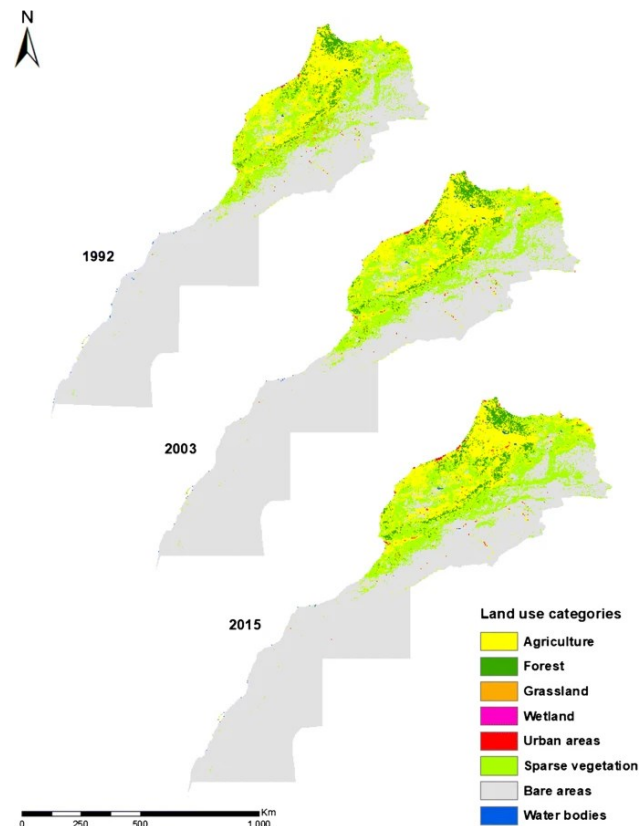 N
1992
2003
2015
Land use categories
Agriculture
Forest
Grassland
Wetland
Urban areas
Sparse vegetation
Bare areas
Water bodies
Km
0 250 500 1 000